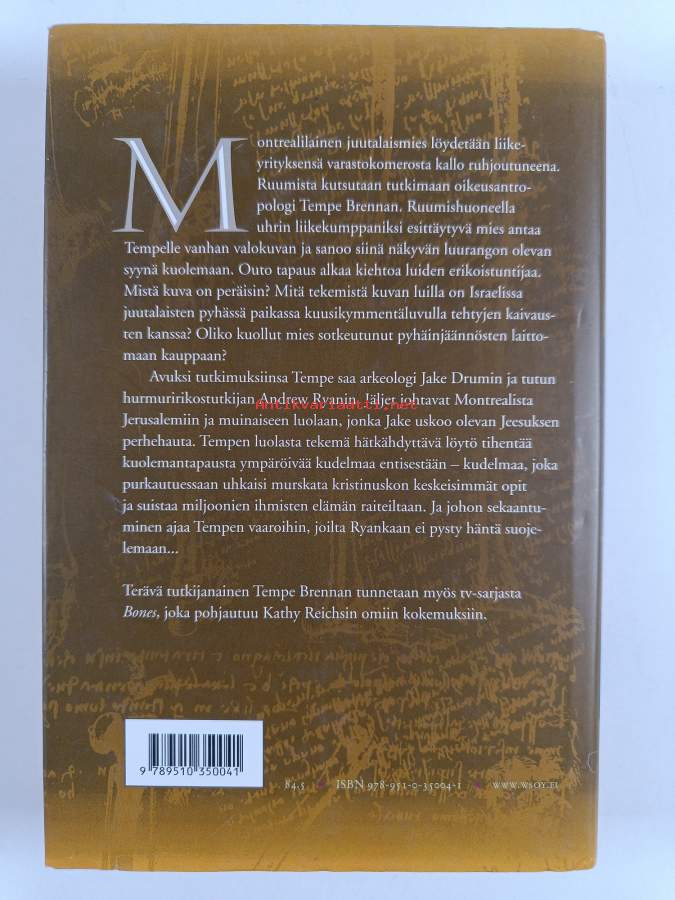 Montrealilainen juutalaismies löydetään liike-
yrityksensä varastokomerosta kallo ruhjoutuneena.
Ruumista kutsutaan tutkimaan oikeusantro-
pologi Tempe Brennan. Ruumishuoneella
uhrin liikekumppaniksi esittäytyvä mies antaa
Tempelle vanhan valokuvan ja sanoo siinä näkyvän luurangon olevan
syynä kuolemaan. Outo tapaus alkaa kiehtoa luiden erikoistuntijaa.
Mistä kuva on peräisin? Mitä tekemistä kuvan luilla on Israelissa
juutalaisten pyhässä paikassa kuusikymmentäluvulla tehtyjen kaivaus-
ten kanssa? Oliko kuollut mies sotkeutunut pyhäinjäännösten laitto-
maan kauppaan?
Avuksi tutkimuksiinsa Tempe saa arkeologi Jake Drumin ja tutun
hurmuririkostutkijan Andrew Ryanin. Jäljet johtavat Montrealista
Antikvariaatti.net
Jerusalemiin ja muinaiseen luolaan, jonka Jake uskoo olevan Jeesuksen
perhehauta. Tempen luolasta tekemä hätkähdyttävä löytö tihentää
kuolemantapausta ympäröivää kudelmaa entisestään – kudelmaa, joka
purkautuessaan uhkaisi murskata kristinuskon keskeisimmät opit
ja suistaa miljoonien ihmisten elämän raiteiltaan. Ja johon sekaantu-
minen ajaa Tempen vaaroihin, joilta Ryankaan ei pysty häntä suoje-
lemaan...
Terävä tutkijanainen Tempe Brennan tunnetaan myös tv-sarjasta
Bones, joka pohjautuu Kathy Reichsin omiin kokemuksiin.
9 789510 350041
84.5 ISBN 978-951-0-35004-1 WWW.WSOY.FI